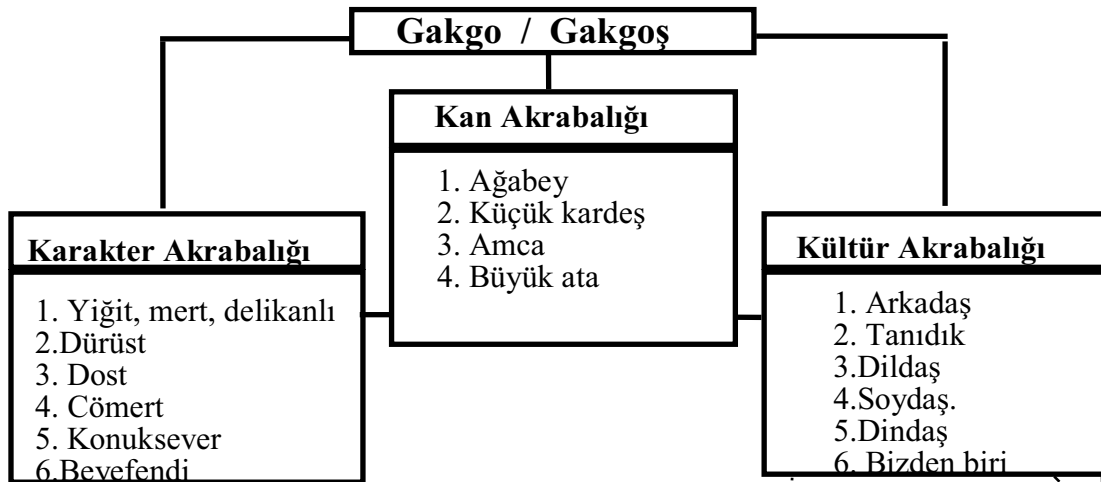 Gakgo / Gakgoş
Kan Akrabalığı
1. Ağabey
2. Küçük kardeş
3. Amca
4. Büyük ata
Karakter Akrabalığı
1. Yiğit, mert, delikanlı
2.Dürüst
3. Dost
4. Cömert
5. Konuksever
6.Beyefendi
Kültür Akrabalığı
1. Arkadaş
2. Tanıdık
3.Dildaş
4.Soydaş.
5.Dindaş
6. Bizden biri